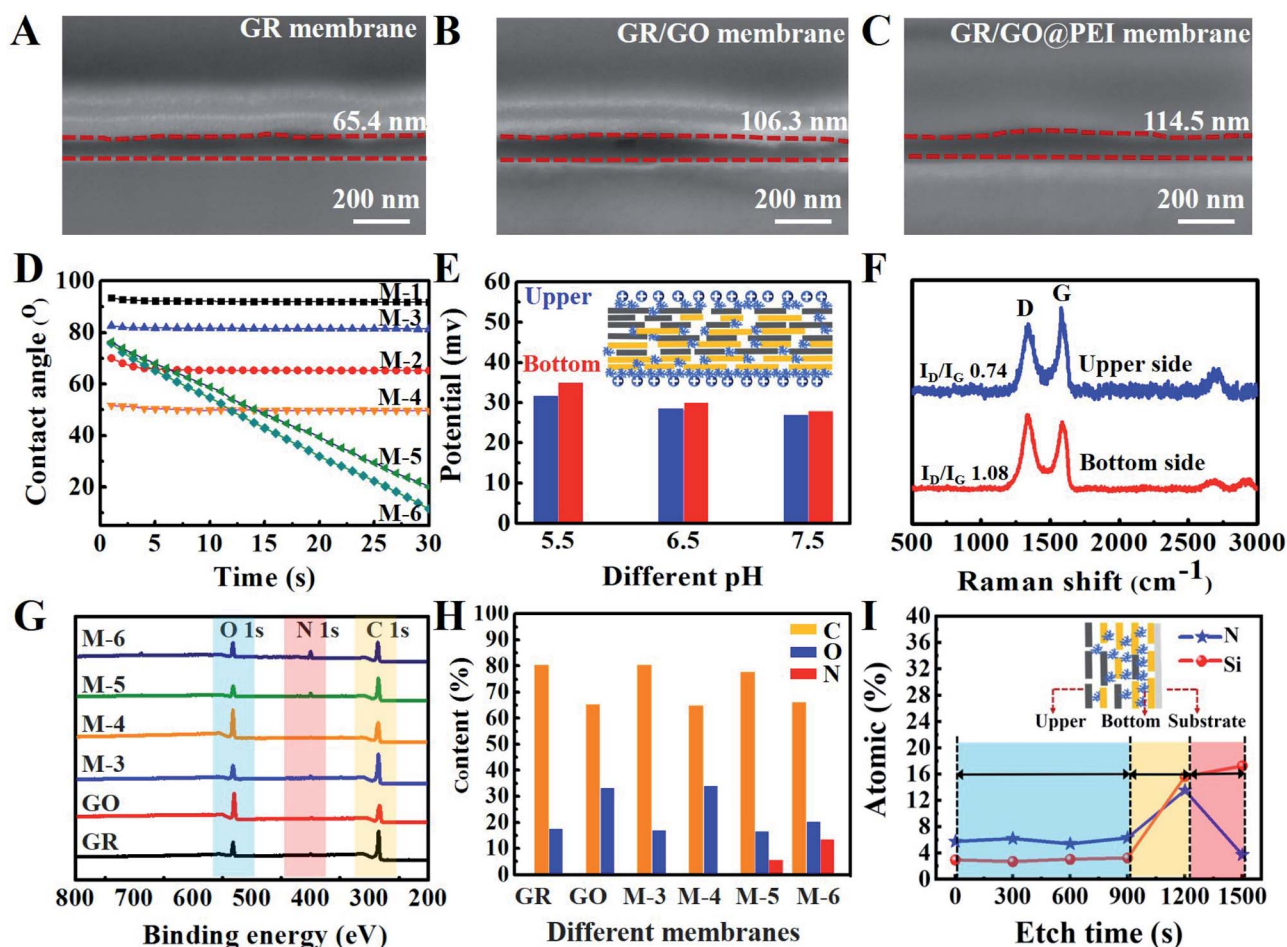 A
GR membrane
65.4 nm
200 nm
B
GR/GO membrane
106.3 nm
200 nm
C
GR/GO@PEI membrane
114.5 nm
200 nm
D
Contact angle (°)
100
80
60
40
20
M-1
M-3
M-2
M-4
M-5
M-6
0 5 10 15 20 25 30
Time (s)
E
Potential (mv)
60
50
40
30
20
10
0
Upper
Bottom
5.5 6.5 7.5
Different pH
F
D G
I_D/I_G 0.74
Upper side
I_D/I_G 1.08
Bottom side
500 1000 1500 2000 2500 3000
Raman shift (cm⁻¹)
G
O 1s N 1s C 1s
M-6
M-5
M-4
M-3
GO
GR
800 700 600 500 400 300 200
Binding energy (eV)
H
Content (%)
100
90
80
70
60
50
40
30
20
10
0
C
O
N
GR GO M-3 M-4 M-5 M-6
Different membranes
I
Atomic (%)
40
36
32
28
24
20
16
12
8
4
0
N
Si
Upper Bottom Substrate
0 300 600 900 1200 1500
Etch time (s)